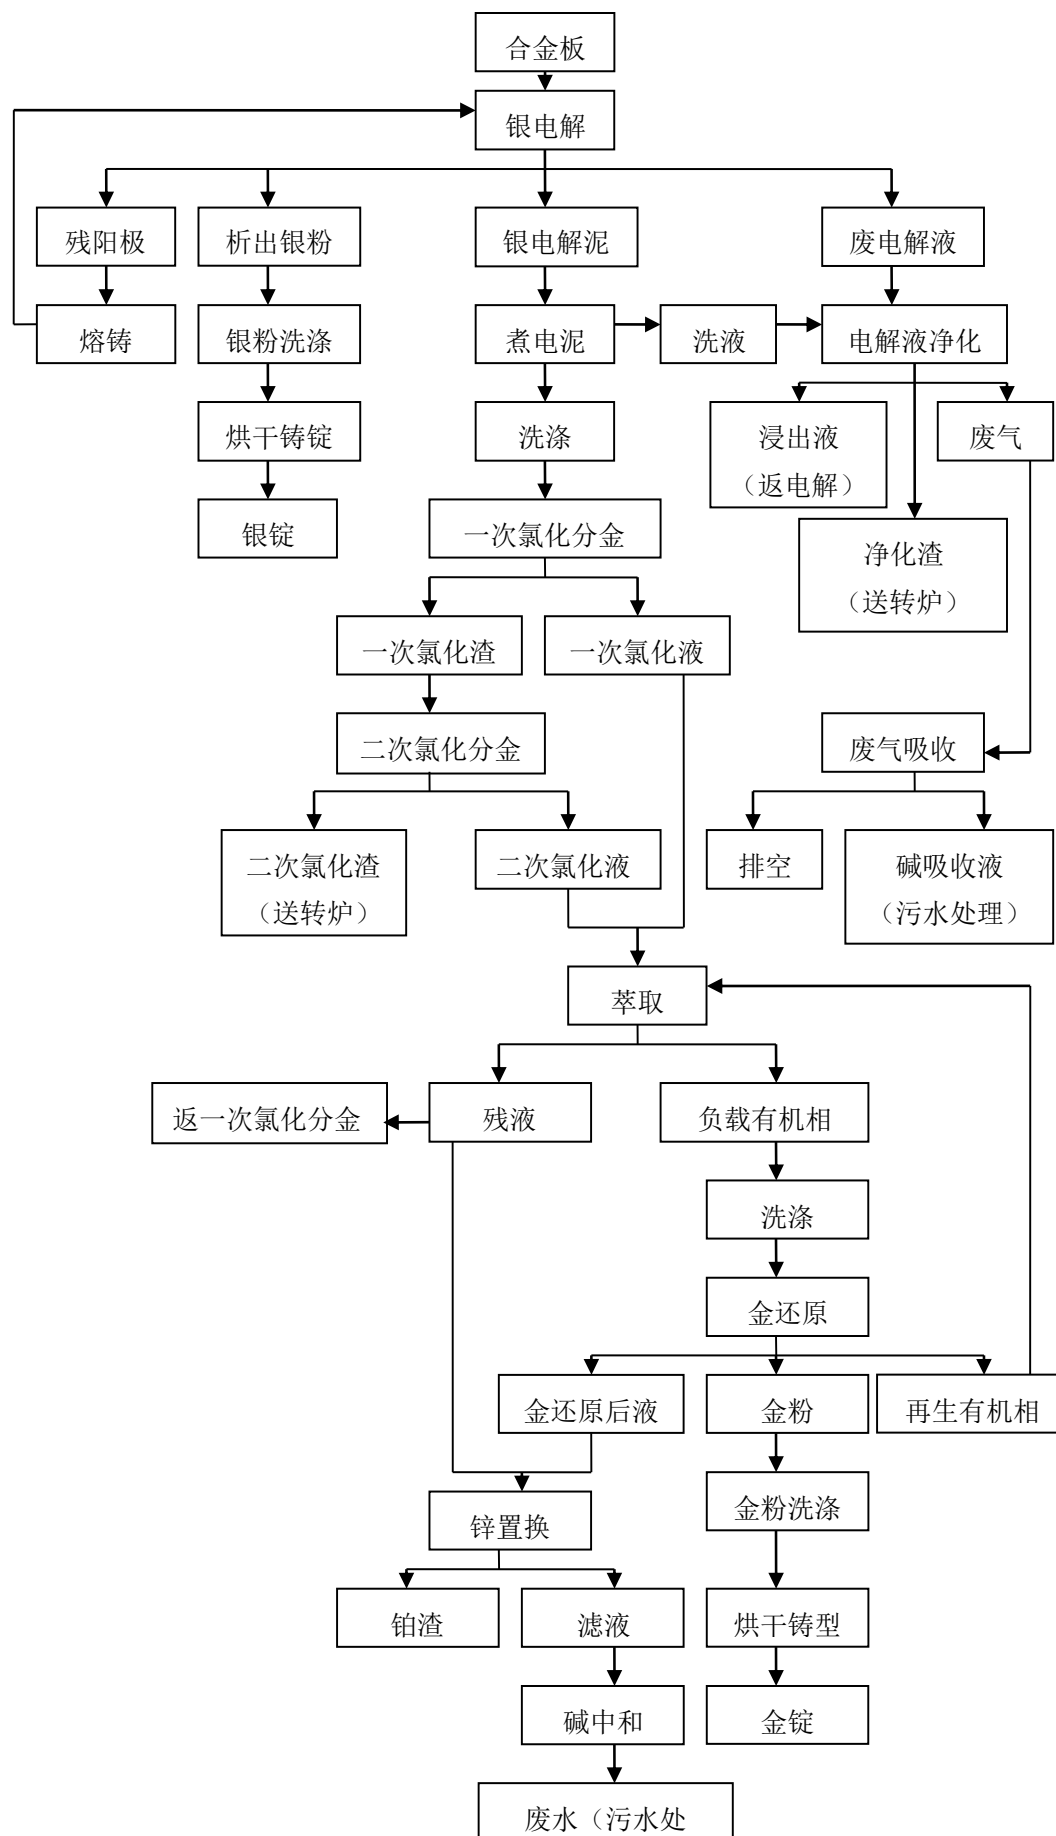 合金板
银电解
残阳极
析出银粉
银电解泥
废电解液
熔铸
银粉洗涤
煮电泥
洗液
电解液净化
烘干铸锭
洗涤
浸出液
（返电解）
废气
银锭
一次氯化分金
净化渣
（送转炉）
一次氯化渣
一次氯化液
二次氯化分金
废气吸收
二次氯化渣
（送转炉）
二次氯化液
排空
碱吸收液
（污水处理）
萃取
返一次氯化分金
残液
负载有机相
洗涤
金还原
金还原后液
金粉
再生有机相
锌置换
金粉洗涤
铂渣
滤液
烘干铸型
碱中和
金锭
废水（污水处